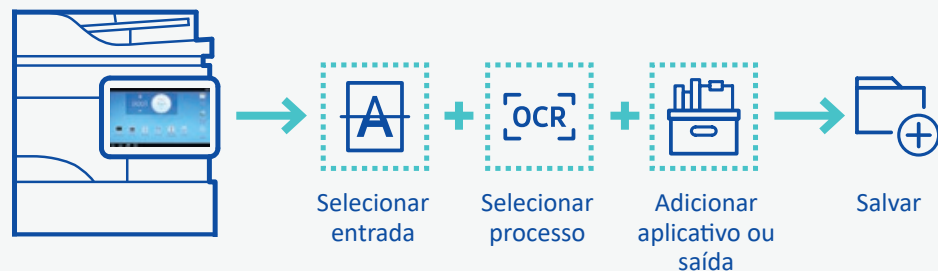 A
OCR
Selecionar
entrada
Selecionar
processo
Adicionar
aplicativo ou
saída
Salvar